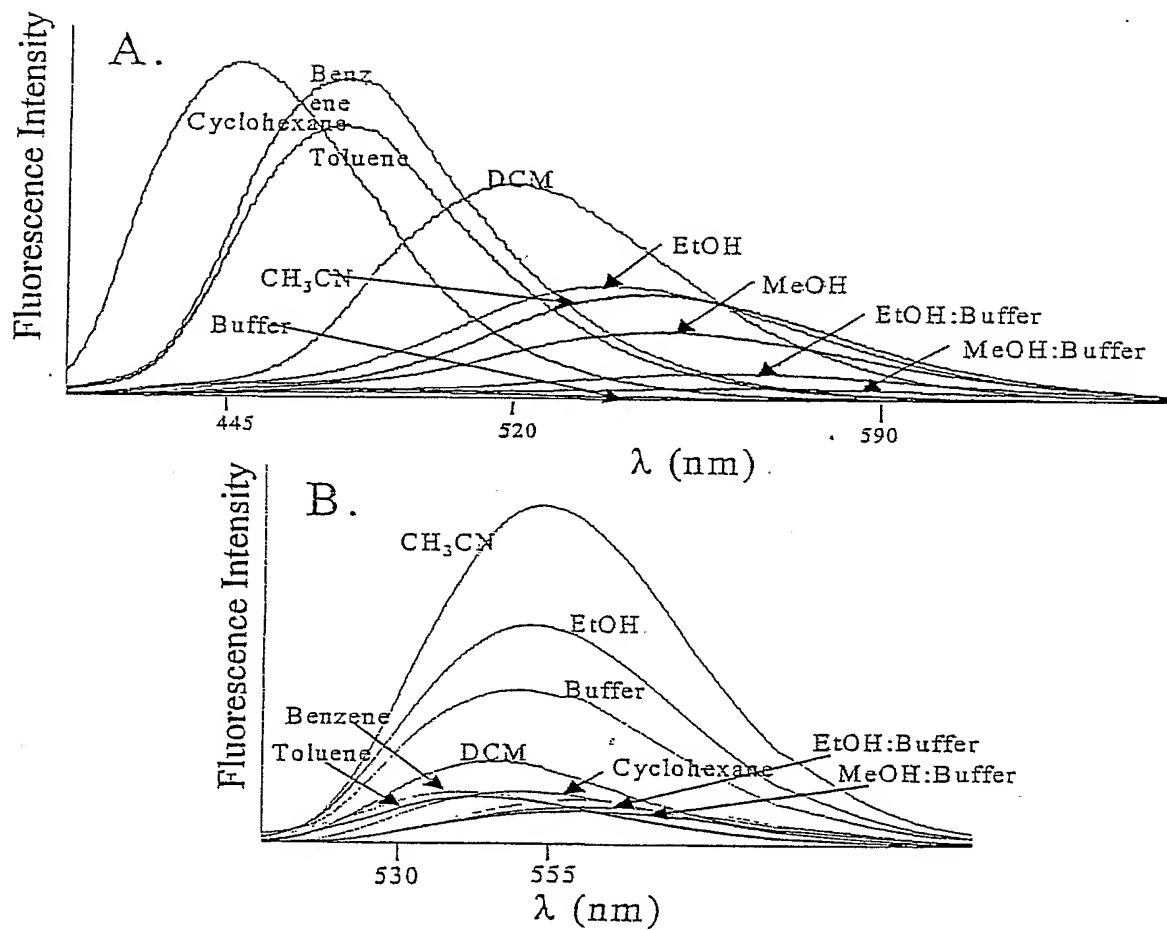 A.
Fluorescence Intensity
Benz
ene
Cyclohexane
Toluene
DCM
EtOH
CH₃CN
MeOH
Buffer
EtOH:Buffer
MeOH:Buffer
445
520
590
λ (nm)
B.
Fluorescence Intensity
CH₃CN
EtOH
Buffer
Benzene
Toluene
DCM
Cyclohexane
EtOH:Buffer
MeOH:Buffer
530
555
λ (nm)